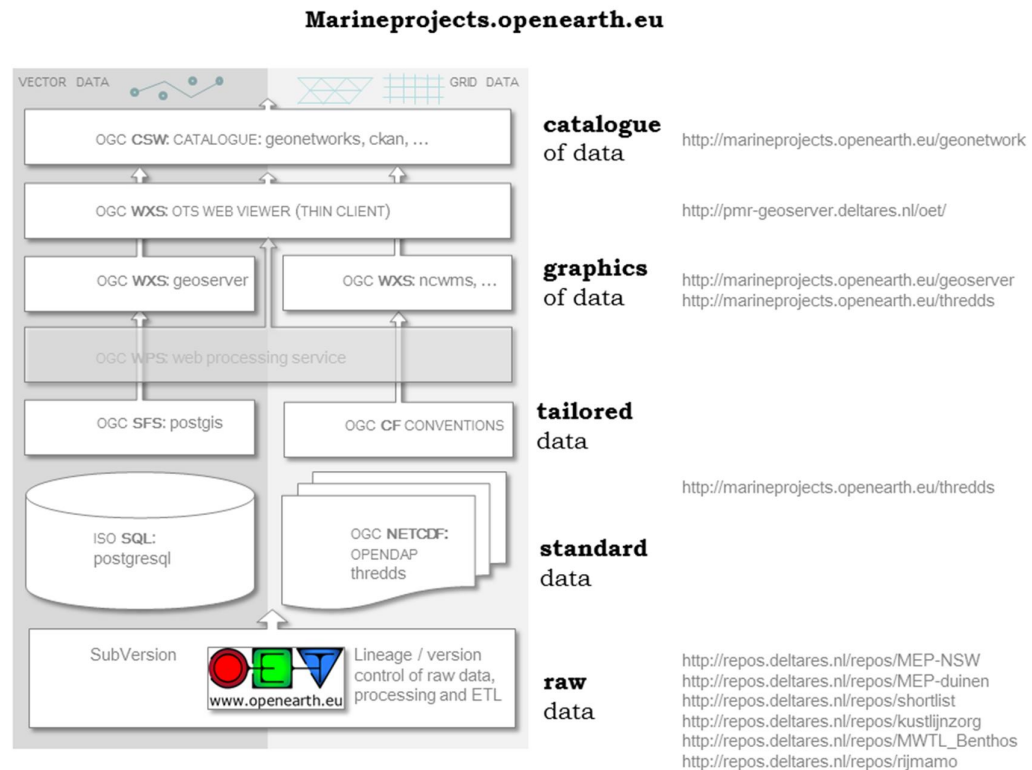 Marineprojects.openearth.eu
VECTOR DATA
GRID DATA
OGC CSW: CATALOGUE: geonetworks, ckan, ...
catalogue
of data
http://marineprojects.openearth.eu/geonetwork
OGC WXS: OTS WEB VIEWER (THIN CLIENT)
http://pmr-geoserver.deltares.nl/oet/
OGC WXS: geoserver
OGC WXS: ncwms, ...
graphics
of data
http://marineprojects.openearth.eu/geoserver
http://marineprojects.openearth.eu/thredds
OGC WPS: web processing service
OGC SFS: postgis
OGC CF CONVENTIONS
tailored
data
http://marineprojects.openearth.eu/thredds
ISO SQL:
postgresql
OGC NETCDF:
OPENDAP
thredds
standard
data
SubVersion
OET
www.openearth.eu
Lineage / version
control of raw data,
processing and ETL
raw
data
http://repos.deltares.nl/repos/MEP-NSW
http://repos.deltares.nl/repos/MEP-duinen
http://repos.deltares.nl/repos/shortlist
http://repos.deltares.nl/repos/kustlijnzorg
http://repos.deltares.nl/repos/MWTL_Benthos
http://repos.deltares.nl/repos/rijmamo